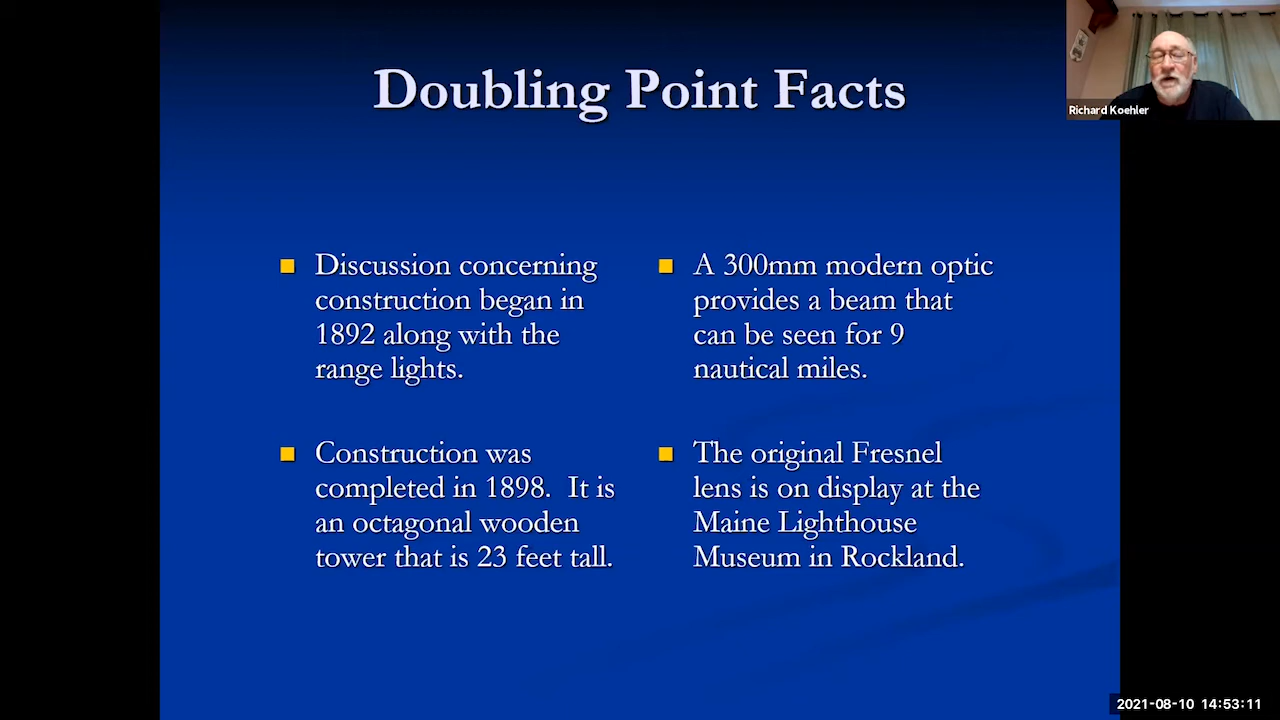 Doubling Point Facts
Discussion concerning
construction began in
1892 along with the
range lights.
Construction was
completed in 1898.  It is
an octagonal wooden
tower that is 23 feet tall.
A 300mm modern optic
provides a beam that
can be seen for 9
nautical miles.
The original Fresnel
lens is on display at the
Maine Lighthouse
Museum in Rockland.
Richard Koehler
2021-08-10 14:53:11